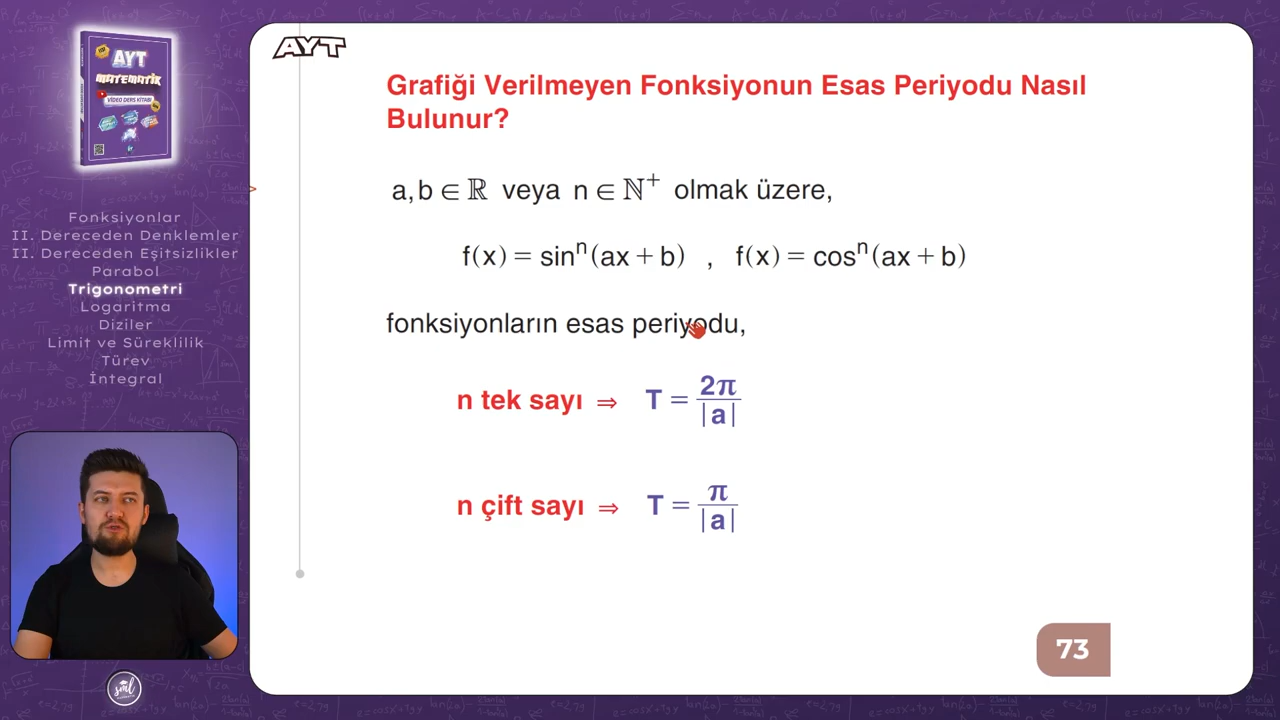 AYT
MATEMATİK
VİDEO DERS KİTABI
Fonksiyonlar
II. Dereceden Denklemler
II. Dereceden Eşitsizlikler
Parabol
Trigonometri
Logaritma
Diziler
Limit ve Süreklilik
Türev
İntegral
sml
AYT
Grafiği Verilmeyen Fonksiyonun Esas Periyodu Nasıl
Bulunur?
a, b ∈ ℝ veya n ∈ ℕ⁺ olmak üzere,
f(x) = sinⁿ(ax + b) , f(x) = cosⁿ(ax + b)
fonksiyonların esas periyodu,
n tek sayı ⇒ T = 2π/|a|
n çift sayı ⇒ T = π/|a|
73